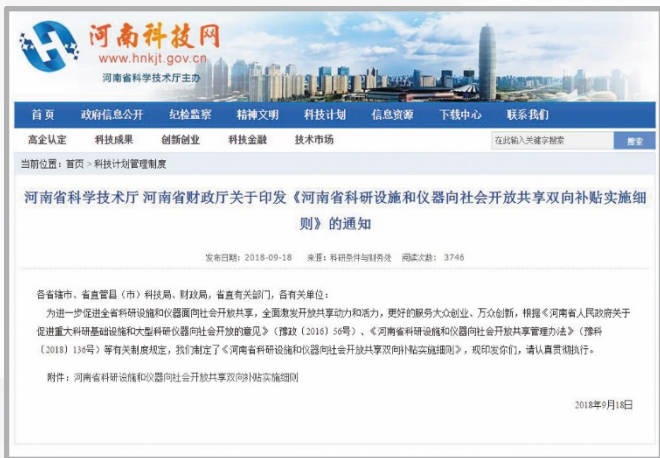 河南科技网
www.hnkjt.gov.cn
河南省科学技术厅主办
首页 政府信息公开 纪检监察 精神文明 科技计划 信息资源 下载中心 联系我们
高企认定 科技成果 创新创业 科技金融 技术市场 在此输入关键字搜索 搜索
当前位置：首页 > 科技计划管理制度
河南省科学技术厅 河南省财政厅关于印发《河南省科研设施和仪器向社会开放共享双向补贴实施细
则》的通知
发布日期：2018-09-18 来源：科研条件与财务处 阅读次数：3746
各省辖市、省直管县（市）科技局、财政局，省直有关部门，各有关单位：
为进一步促进全省科研设施和仪器面向社会开放共享，全面激发开放共享动力和活力，更好的服务大众创业、万众创新，根据《河南省人民政府关于
促进重大科研基础设施和大型科研仪器向社会开放的意见》（豫政〔2016〕56号）、《河南省科研设施和仪器向社会开放共享管理办法》（豫科
〔2018〕136号）等有关制度规定，我们制定了《河南省科研设施和仪器向社会开放共享双向补贴实施细则》，现印发你们，请认真贯彻执行。
附件：河南省科研设施和仪器向社会开放共享双向补贴实施细则
2018年9月18日